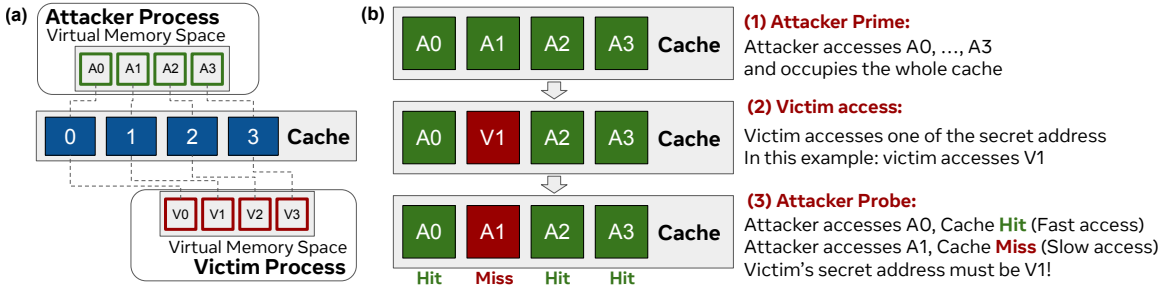 (a)
Attacker Process
Virtual Memory Space
A0 A1 A2 A3
0 1 2 3 Cache
V0 V1 V2 V3
Virtual Memory Space
Victim Process
(b)
A0 A1 A2 A3 Cache
(1) Attacker Prime:
Attacker accesses A0, ..., A3
and occupies the whole cache
A0 V1 A2 A3 Cache
(2) Victim access:
Victim accesses one of the secret address
In this example: victim accesses V1
A0 A1 A2 A3 Cache
Hit Miss Hit Hit
(3) Attacker Probe:
Attacker accesses A0, Cache Hit (Fast access)
Attacker accesses A1, Cache Miss (Slow access)
Victim's secret address must be V1!